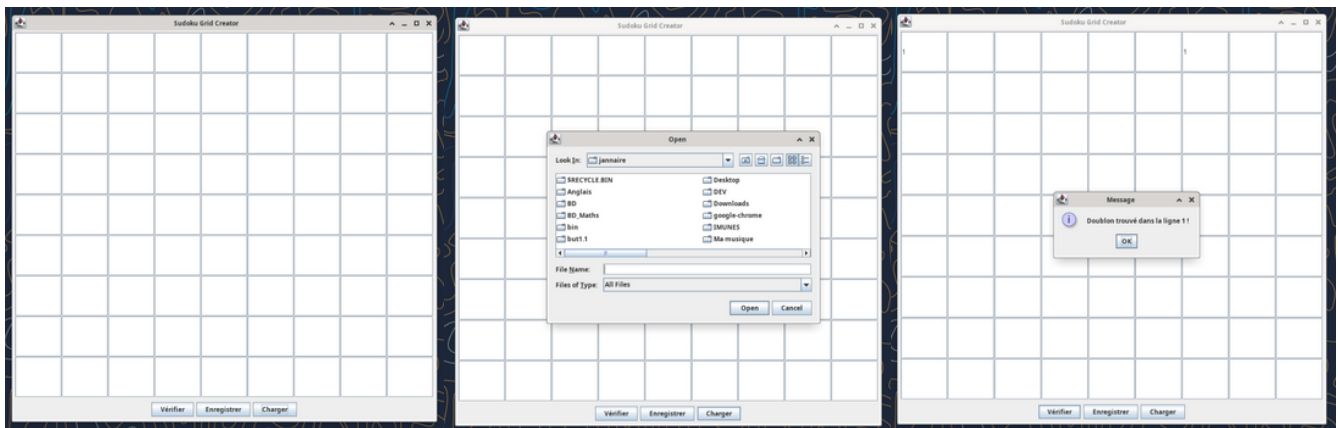 Sudoku Grid Creator
Vérifier Enregistrer Charger
Sudoku Grid Creator
Open
Look In: jannaire
$RECYCLE.BIN Desktop
Anglais DEV
BD Downloads
BD_Maths google-chrome
bin IMUNES
but1.1 Ma musique
File Name:
Files of Type: All Files
Open Cancel
Vérifier Enregistrer Charger
Sudoku Grid Creator
1 1
Message
Doublon trouvé dans la ligne 1 !
OK
Vérifier Enregistrer Charger